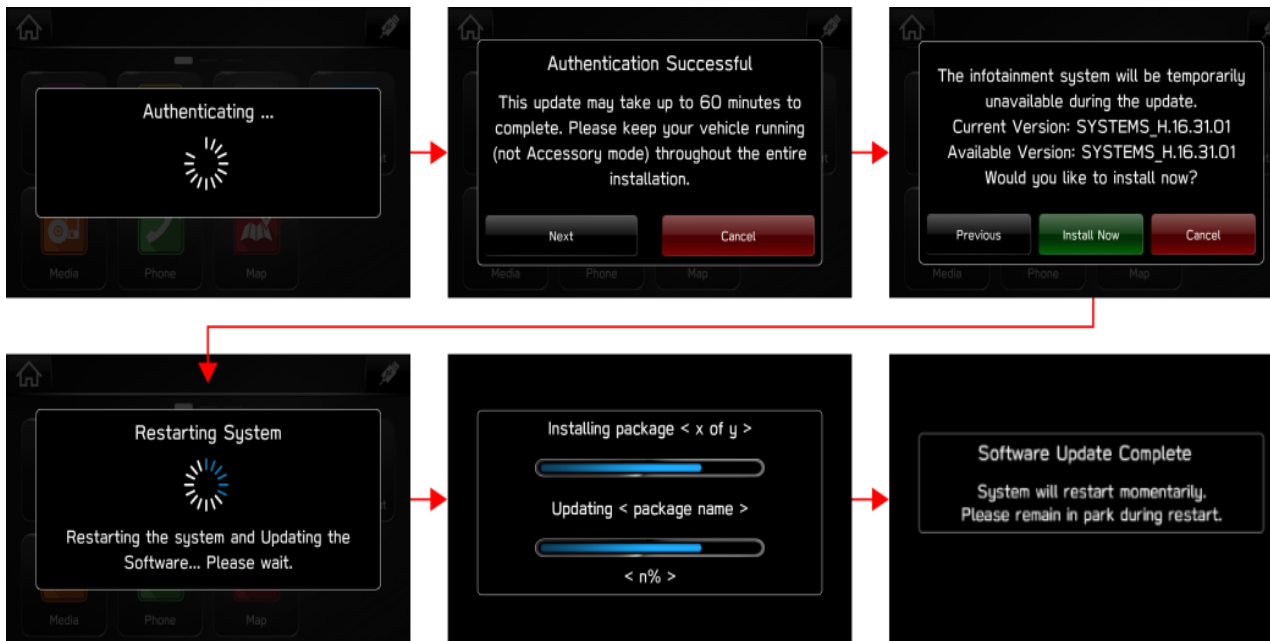 Authenticating ...
Media
Phone
Map
Authentication Successful
This update may take up to 60 minutes to
complete. Please keep your vehicle running
(not Accessory mode) throughout the entire
installation.
Next
Cancel
Media
Phone
Map
The infotainment system will be temporarily
unavailable during the update.
Current Version: SYSTEMS_H.16.31.01
Available Version: SYSTEMS_H.16.31.01
Would you like to install now?
Previous
Install Now
Cancel
Media
Phone
Map
Restarting System
Restarting the system and Updating the
Software... Please wait.
Media
Phone
Map
Installing package < x of y >
Updating < package name >
< n% >
Software Update Complete
System will restart momentarily.
Please remain in park during restart.